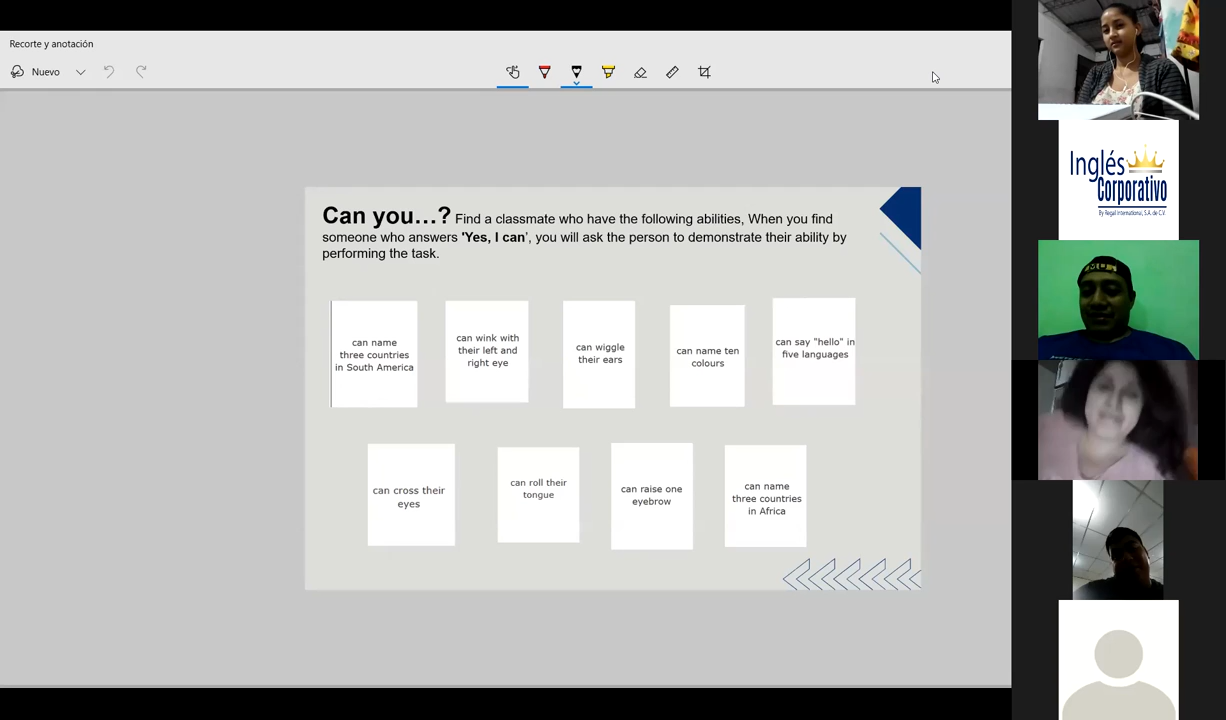 Recorte y anotación
Nuevo
Can you…? Find a classmate who have the following abilities, When you find
someone who answers 'Yes, I can', you will ask the person to demonstrate their ability by
performing the task.
can name
three countries
in South America
can wink with
their left and
right eye
can wiggle
their ears
can name ten
colours
can say "hello" in
five languages
can cross their
eyes
can roll their
tongue
can raise one
eyebrow
can name
three countries
in Africa
Inglés
Corporativo
By Regal International, S.A. de C.V.